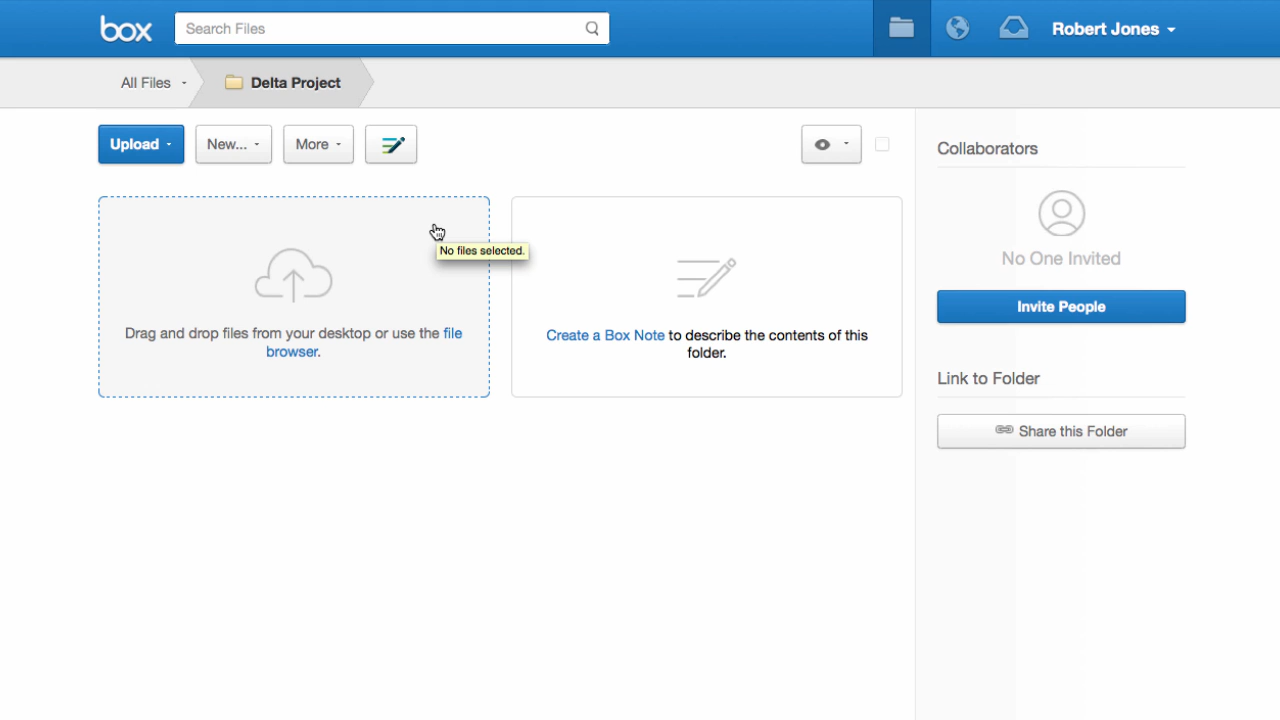 box
Search Files
Robert Jones
All Files
Delta Project
Upload
New...
More
No files selected.
Drag and drop files from your desktop or use the file
browser.
Create a Box Note to describe the contents of this
folder.
Collaborators
No One Invited
Invite People
Link to Folder
Share this Folder